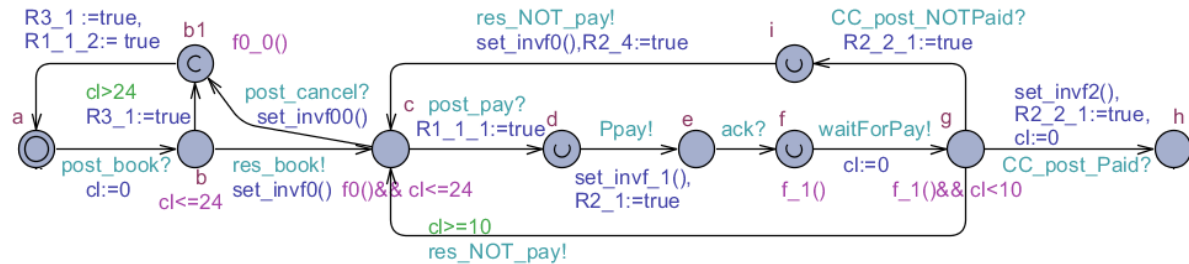 R3_1 :=true,
R1_1_2:= true
b1
C
f0_0()
res_NOT_pay!
set_invf0(),R2_4:=true
i
CC_post_NOTPaid?
R2_2_1:=true
a
cl>24
R3_1:=true
post_cancel?
set_invf00()
c
post_pay?
R1_1_1:=true
d
Ppay!
e
ack?
f
waitForPay!
g
set_invf2(),
R2_2_1:=true,
cl:=0
h
post_book?
cl:=0
b
cl<=24
res_book!
set_invf0()
f0()&& cl<=24
set_invf_1(),
R2_1:=true
f_1()
cl:=0
f_1()&& cl<10
CC_post_Paid?
cl>=10
res_NOT_pay!